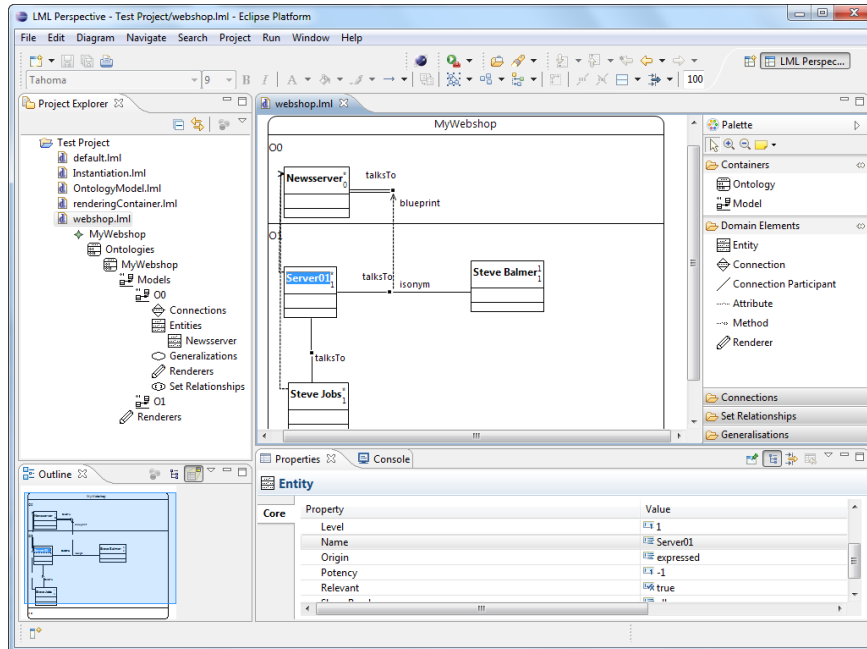 LML Perspective - Test Project/webshop.lml - Eclipse Platform
File Edit Diagram Navigate Search Project Run Window Help
LML Perspec...
Tahoma 9 B I A 100
Project Explorer
Test Project
default.lml
Instantiation.lml
OntologyModel.lml
renderingContainer.lml
webshop.lml
MyWebshop
Ontologies
MyWebshop
Models
O0
Connections
Entities
Newsserver
Generalizations
Renderers
Set Relationships
O1
Renderers
webshop.lml
MyWebshop
O0
Newsserver * 0
talksTo
blueprint
O1
Server01 * 1
talksTo
isonym
Steve Balmer 1 1
talksTo
Steve Jobs * 1
Palette
Containers
Ontology
Model
Domain Elements
Entity
Connection
Connection Participant
Attribute
Method
Renderer
Connections
Set Relationships
Generalisations
Outline
Properties Console
Entity
Core
Property Value
Level 1
Name Server01
Origin expressed
Potency -1
Relevant true